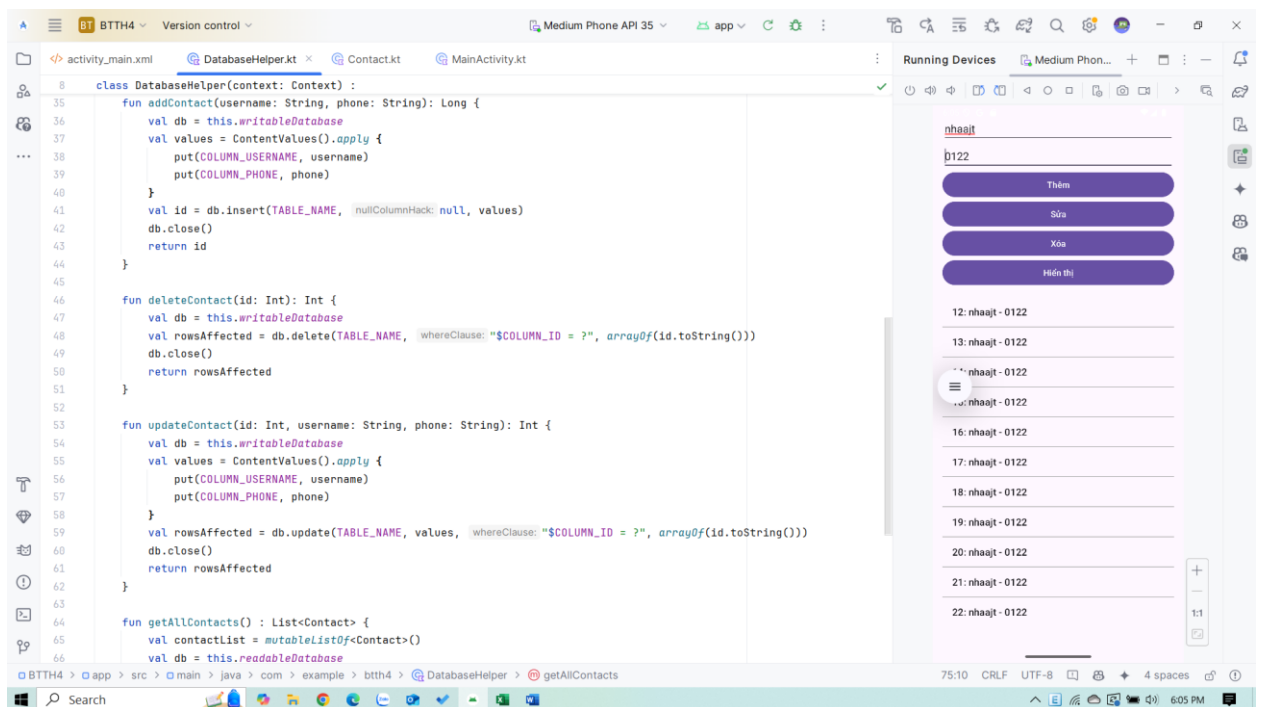 BT BTTH4 Version control Medium Phone API 35 app
activity_main.xml DatabaseHelper.kt Contact.kt MainActivity.kt
Running Devices Medium Phon...
8 class DatabaseHelper(context: Context) :
35 fun addContact(username: String, phone: String): Long {
36 val db = this.writableDatabase
37 val values = ContentValues().apply {
38 put(COLUMN_USERNAME, username)
39 put(COLUMN_PHONE, phone)
40 }
41 val id = db.insert(TABLE_NAME, nullColumnHack: null, values)
42 db.close()
43 return id
44 }
45
46 fun deleteContact(id: Int): Int {
47 val db = this.writableDatabase
48 val rowsAffected = db.delete(TABLE_NAME, whereClause: "$COLUMN_ID = ?", arrayOf(id.toString()))
49 db.close()
50 return rowsAffected
51 }
52
53 fun updateContact(id: Int, username: String, phone: String): Int {
54 val db = this.writableDatabase
55 val values = ContentValues().apply {
56 put(COLUMN_USERNAME, username)
57 put(COLUMN_PHONE, phone)
58 }
59 val rowsAffected = db.update(TABLE_NAME, values, whereClause: "$COLUMN_ID = ?", arrayOf(id.toString()))
60 db.close()
61 return rowsAffected
62 }
63
64 fun getAllContacts() : List<Contact> {
65 val contactList = mutableListOf<Contact>()
66 val db = this.readableDatabase
nhaajt
0122
Thêm
Sửa
Xóa
Hiển thị
12: nhaajt - 0122
13: nhaajt - 0122
nhaajt - 0122
nhaajt - 0122
16: nhaajt - 0122
17: nhaajt - 0122
18: nhaajt - 0122
19: nhaajt - 0122
20: nhaajt - 0122
21: nhaajt - 0122
22: nhaajt - 0122
1:1
BTTH4 > app > src > main > java > com > example > btth4 > DatabaseHelper > getAllContacts 75:10 CRLF UTF-8 4 spaces
Search 6:05 PM